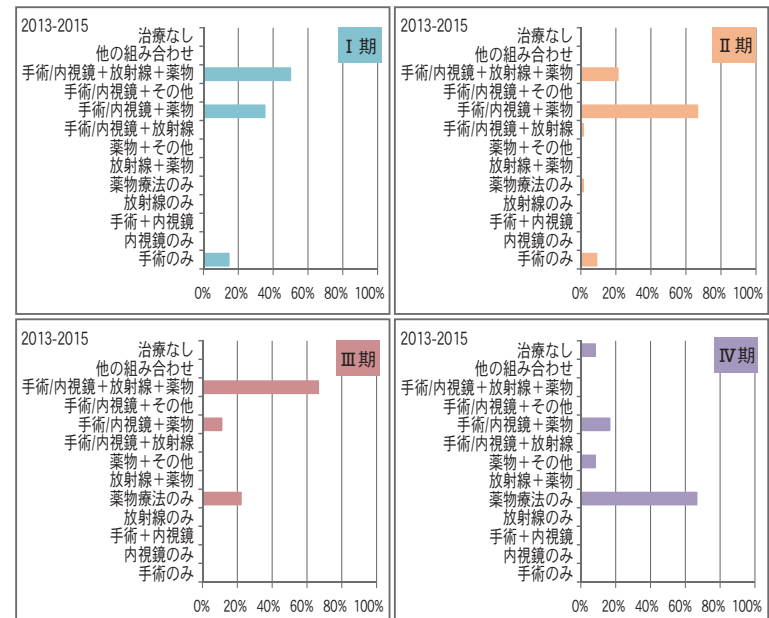 2013-2015
Ⅰ期
治療なし
他の組み合わせ
手術/内視鏡＋放射線＋薬物
手術/内視鏡＋その他
手術/内視鏡＋薬物
手術/内視鏡＋放射線
薬物＋その他
放射線＋薬物
薬物療法のみ
放射線のみ
手術＋内視鏡
内視鏡のみ
手術のみ
0% 20% 40% 60% 80% 100%
2013-2015
Ⅱ期
治療なし
他の組み合わせ
手術/内視鏡＋放射線＋薬物
手術/内視鏡＋その他
手術/内視鏡＋薬物
手術/内視鏡＋放射線
薬物＋その他
放射線＋薬物
薬物療法のみ
放射線のみ
手術＋内視鏡
内視鏡のみ
手術のみ
0% 20% 40% 60% 80% 100%
2013-2015
Ⅲ期
治療なし
他の組み合わせ
手術/内視鏡＋放射線＋薬物
手術/内視鏡＋その他
手術/内視鏡＋薬物
手術/内視鏡＋放射線
薬物＋その他
放射線＋薬物
薬物療法のみ
放射線のみ
手術＋内視鏡
内視鏡のみ
手術のみ
0% 20% 40% 60% 80% 100%
2013-2015
Ⅳ期
治療なし
他の組み合わせ
手術/内視鏡＋放射線＋薬物
手術/内視鏡＋その他
手術/内視鏡＋薬物
手術/内視鏡＋放射線
薬物＋その他
放射線＋薬物
薬物療法のみ
放射線のみ
手術＋内視鏡
内視鏡のみ
手術のみ
0% 20% 40% 60% 80% 100%